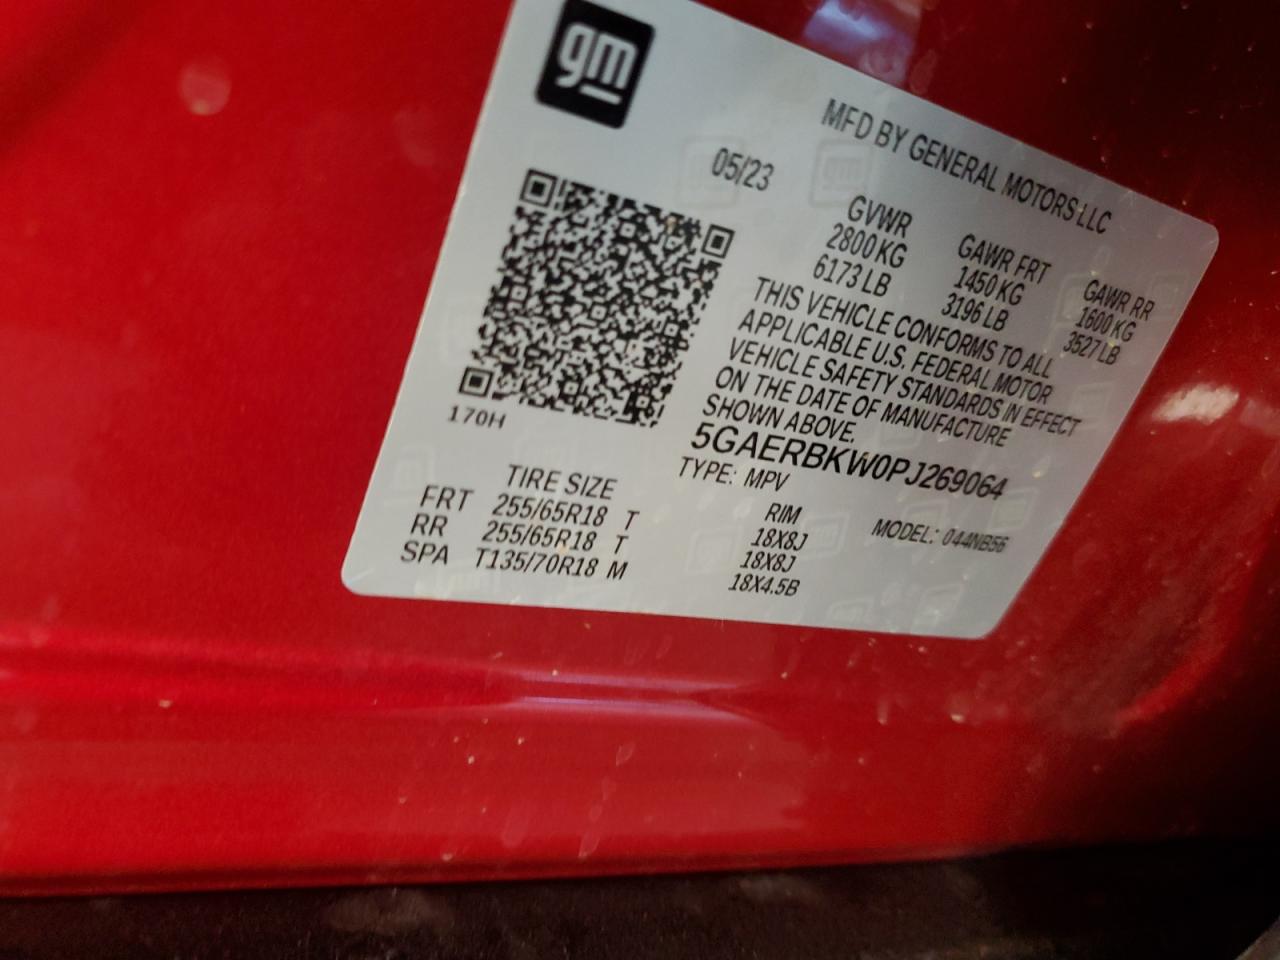 gm
MFD BY GENERAL MOTORS LLC
05/23
GVWR GAWR FRT GAWR RR
2800 KG 1450 KG 1600 KG
6173 LB 3196 LB 3527 LB
THIS VEHICLE CONFORMS TO ALL
APPLICABLE U.S. FEDERAL MOTOR
VEHICLE SAFETY STANDARDS IN EFFECT
ON THE DATE OF MANUFACTURE
SHOWN ABOVE.
5GAERBKW0PJ269064
TYPE: MPV MODEL: 044NB56
170H
TIRE SIZE RIM
FRT 255/65R18 T 18X8J
RR 255/65R18 T 18X8J
SPA T135/70R18 M 18X4.5B